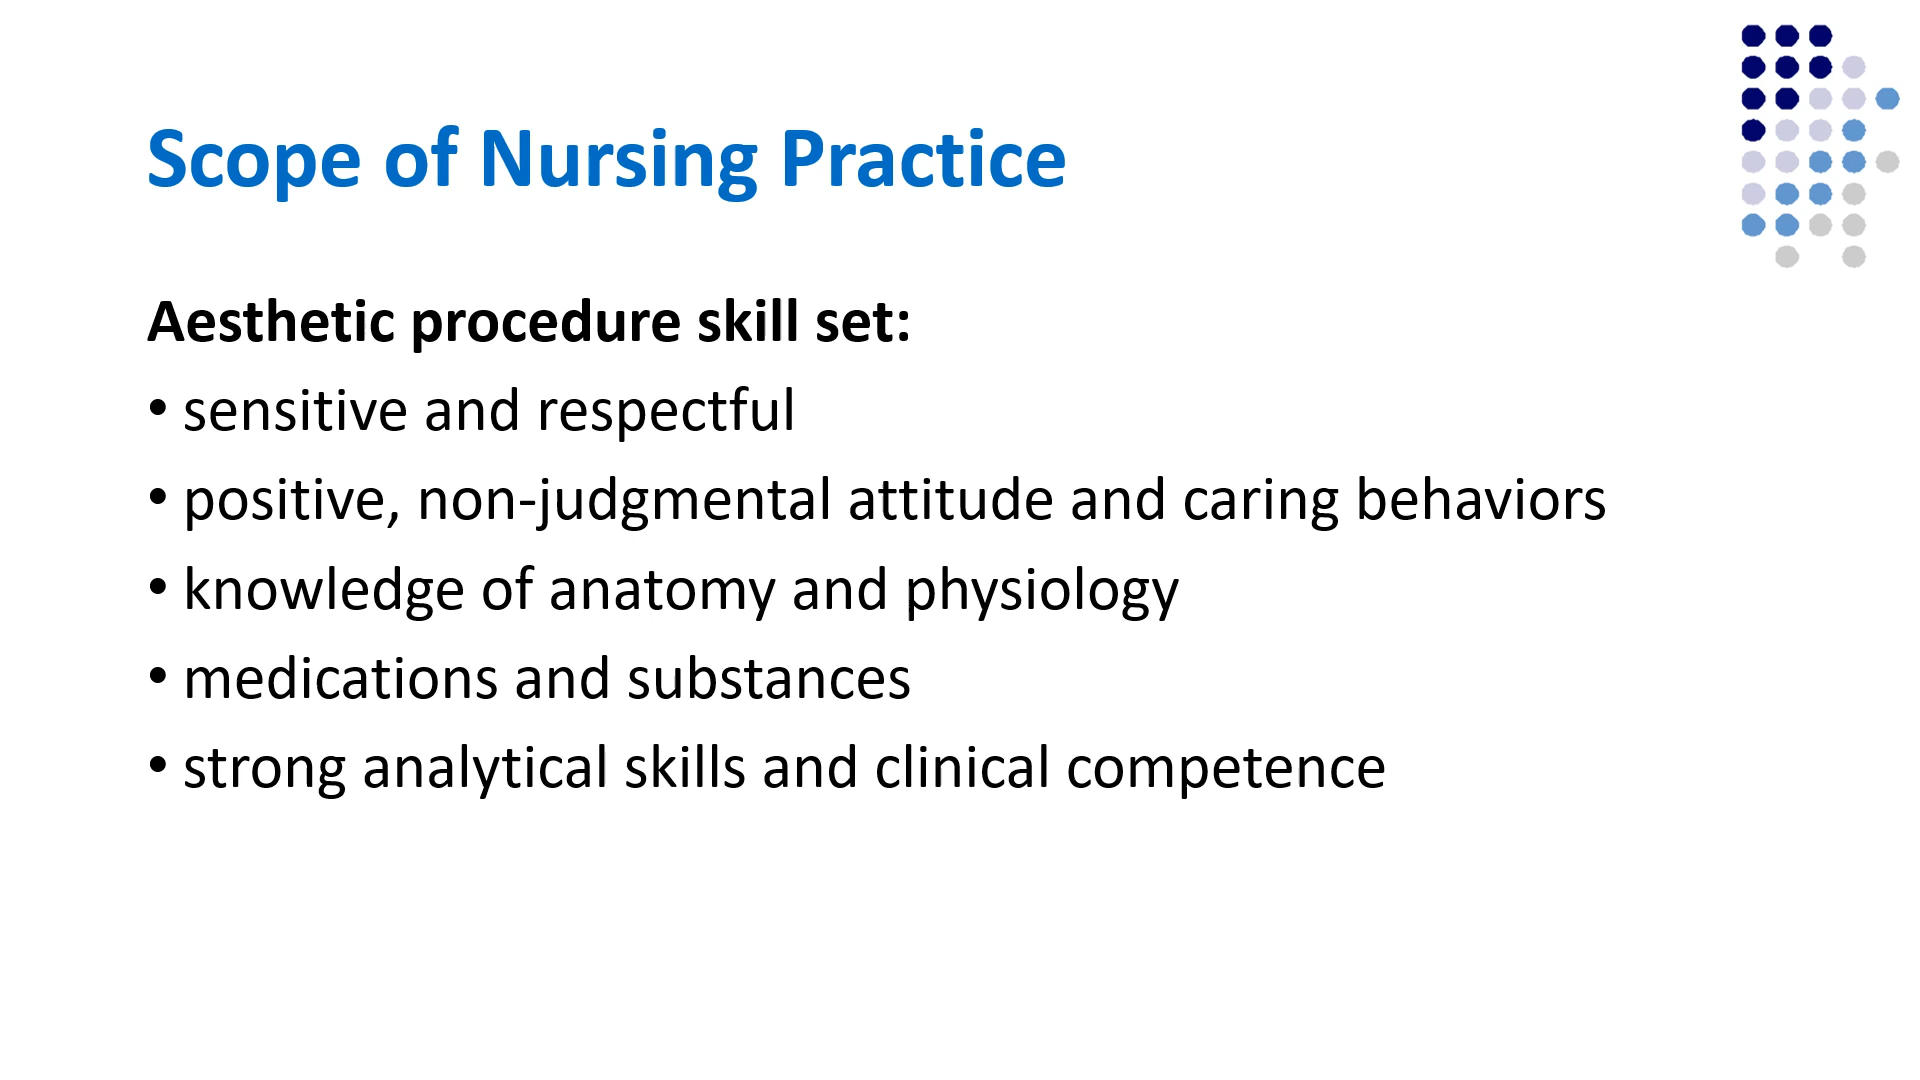 Scope of Nursing Practice
Aesthetic procedure skill set:
• sensitive and respectful
• positive, non-judgmental attitude and caring behaviors
• knowledge of anatomy and physiology
• medications and substances
• strong analytical skills and clinical competence